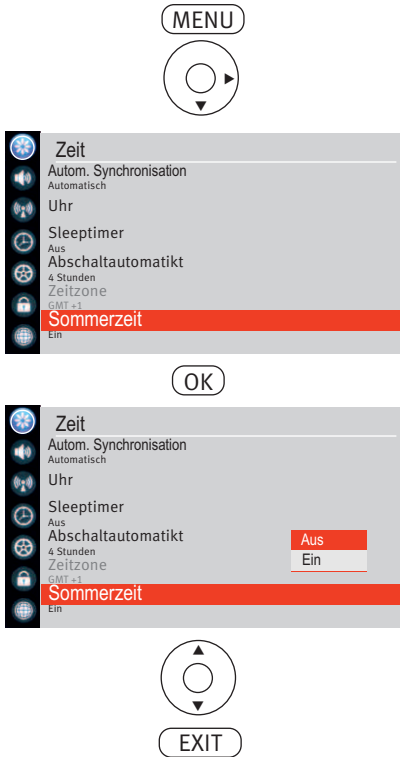 MENU
Zeit
Autom. Synchronisation
Automatisch
Uhr
Sleeptimer
Aus
Abschaltautomatikt
4 Stunden
Zeitzone
GMT +1
Sommerzeit
Ein
OK
Zeit
Autom. Synchronisation
Automatisch
Uhr
Sleeptimer
Aus
Abschaltautomatikt
4 Stunden
Zeitzone
GMT +1
Sommerzeit
Ein
Aus
Ein
EXIT